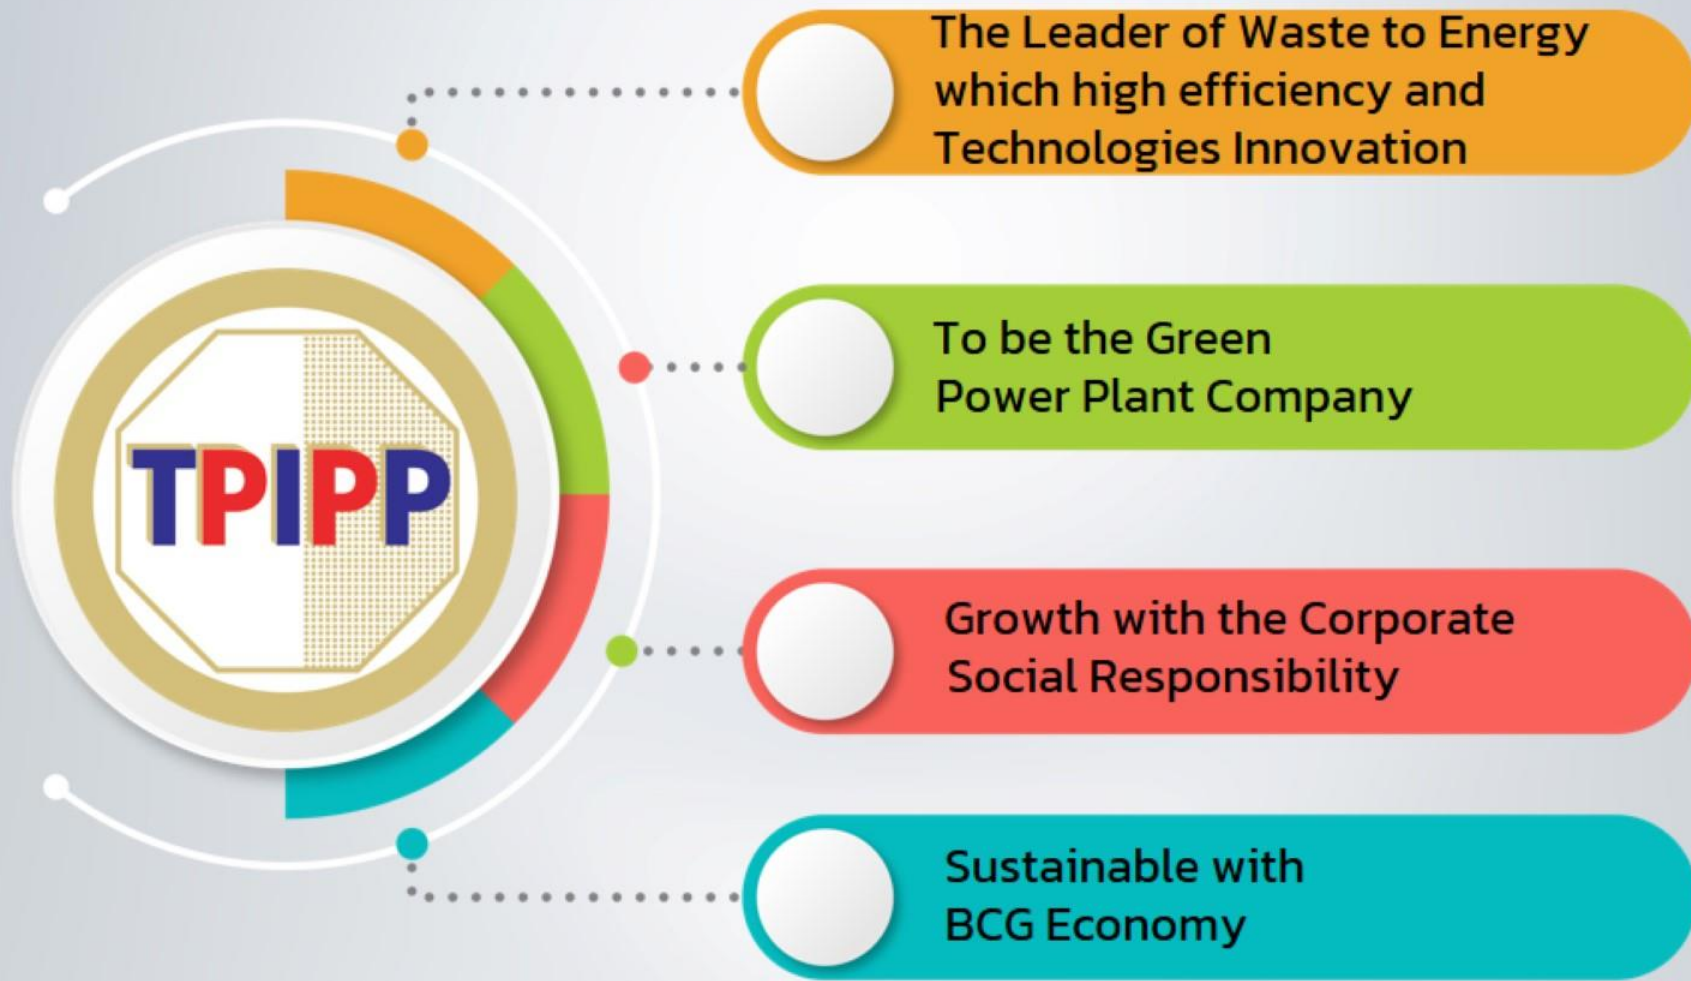 The Leader of Waste to Energy
which high efficiency and
Technologies Innovation
To be the Green
Power Plant Company
TPIPP
Growth with the Corporate
Social Responsibility
Sustainable with
BCG Economy